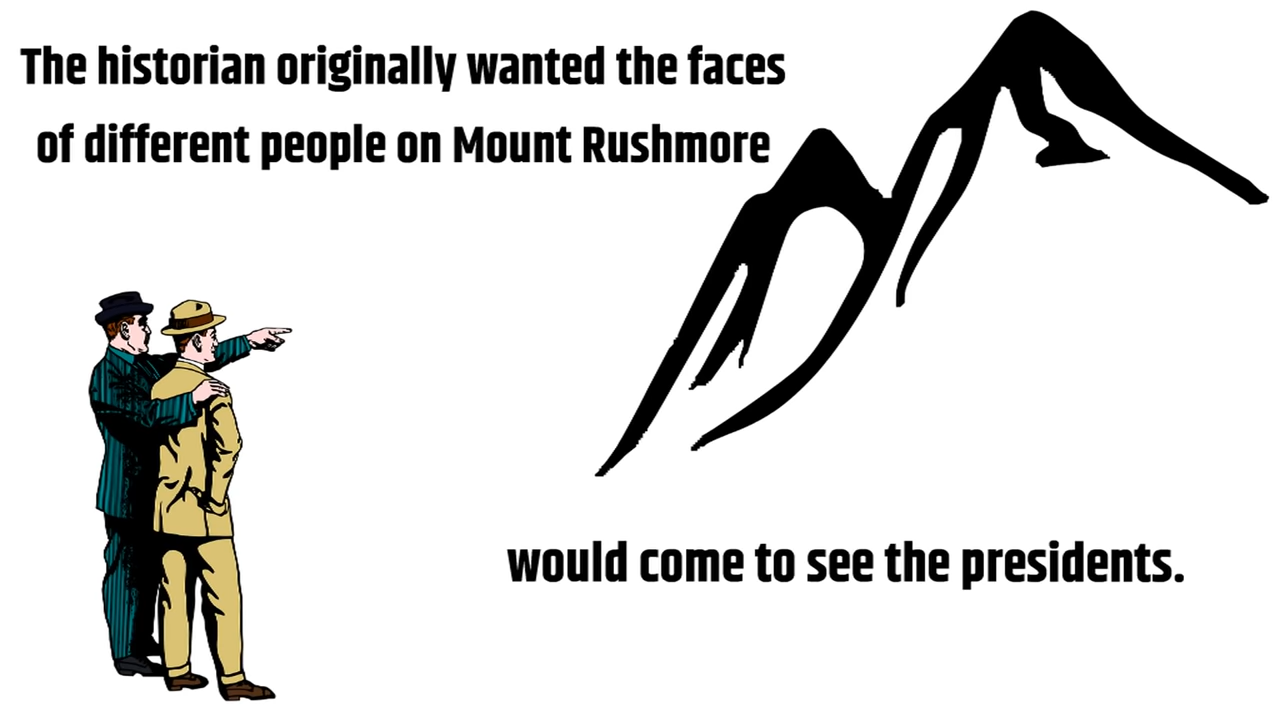 The historian originally wanted the faces
of different people on Mount Rushmore
would come to see the presidents.